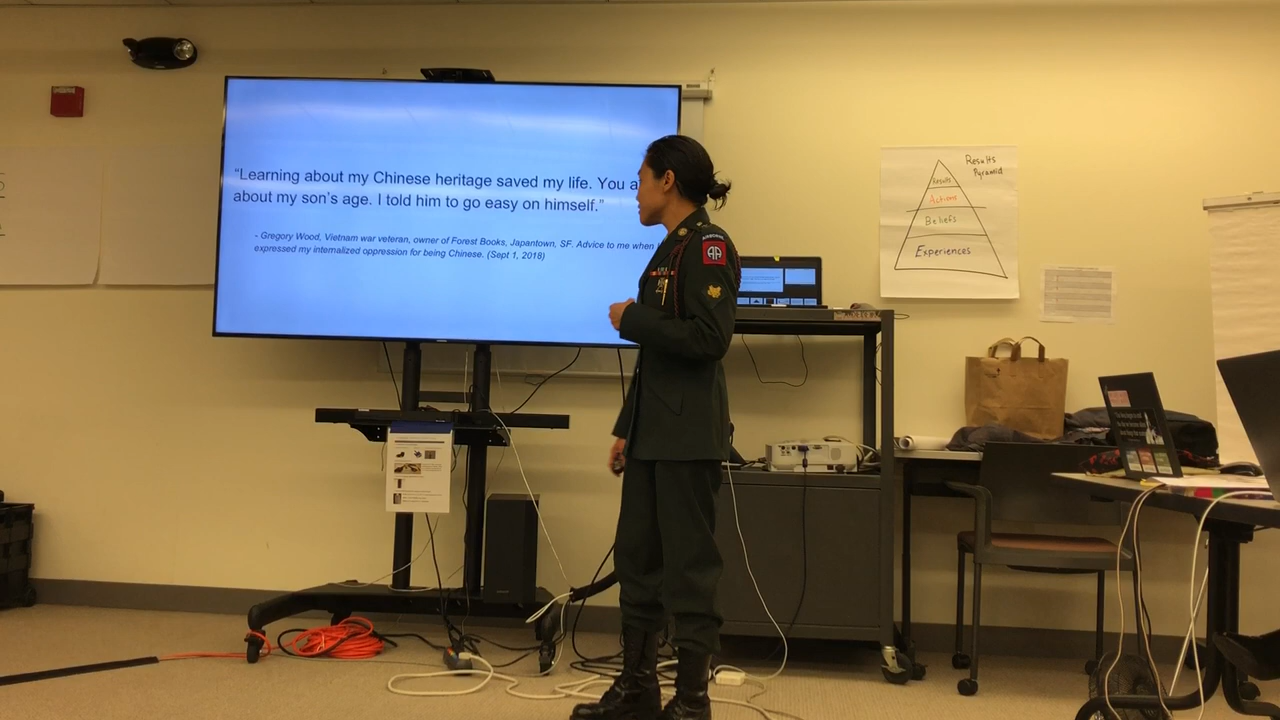 “Learning about my Chinese heritage saved my life. You a
about my son’s age. I told him to go easy on himself.”
- Gregory Wood, Vietnam war veteran, owner of Forest Books, Japantown, SF. Advice to me when
expressed my internalized oppression for being Chinese. (Sept 1, 2018)
AIRBORNE
AA
Results
Pyramid
Results
Actions
Beliefs
Experiences